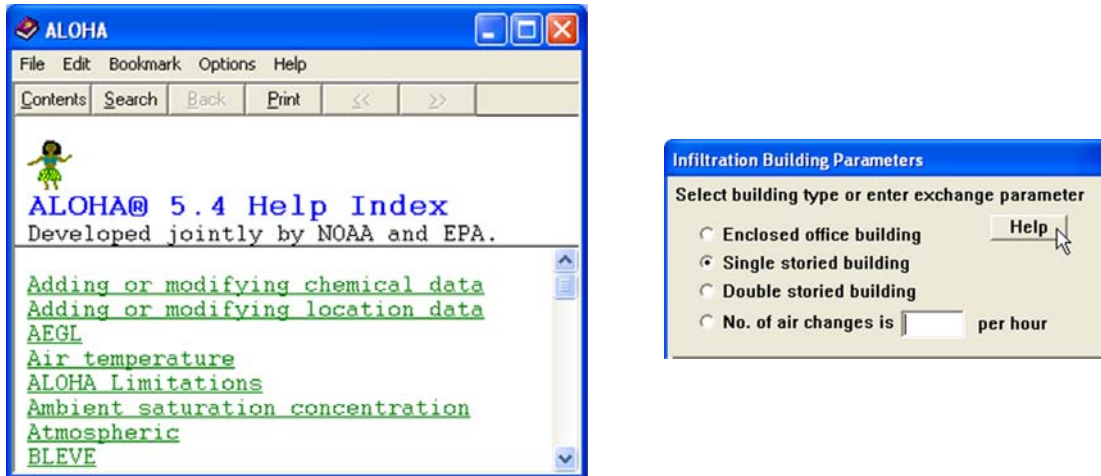 ALOHA
File Edit Bookmark Options Help
Contents Search Back Print << >>
ALOHA® 5.4 Help Index
Developed jointly by NOAA and EPA.
Adding or modifying chemical data
Adding or modifying location data
AEGL
Air temperature
ALOHA Limitations
Ambient saturation concentration
Atmospheric
BLEVE
Infiltration Building Parameters
Select building type or enter exchange parameter
Help
Enclosed office building
Single storied building
Double storied building
No. of air changes is per hour